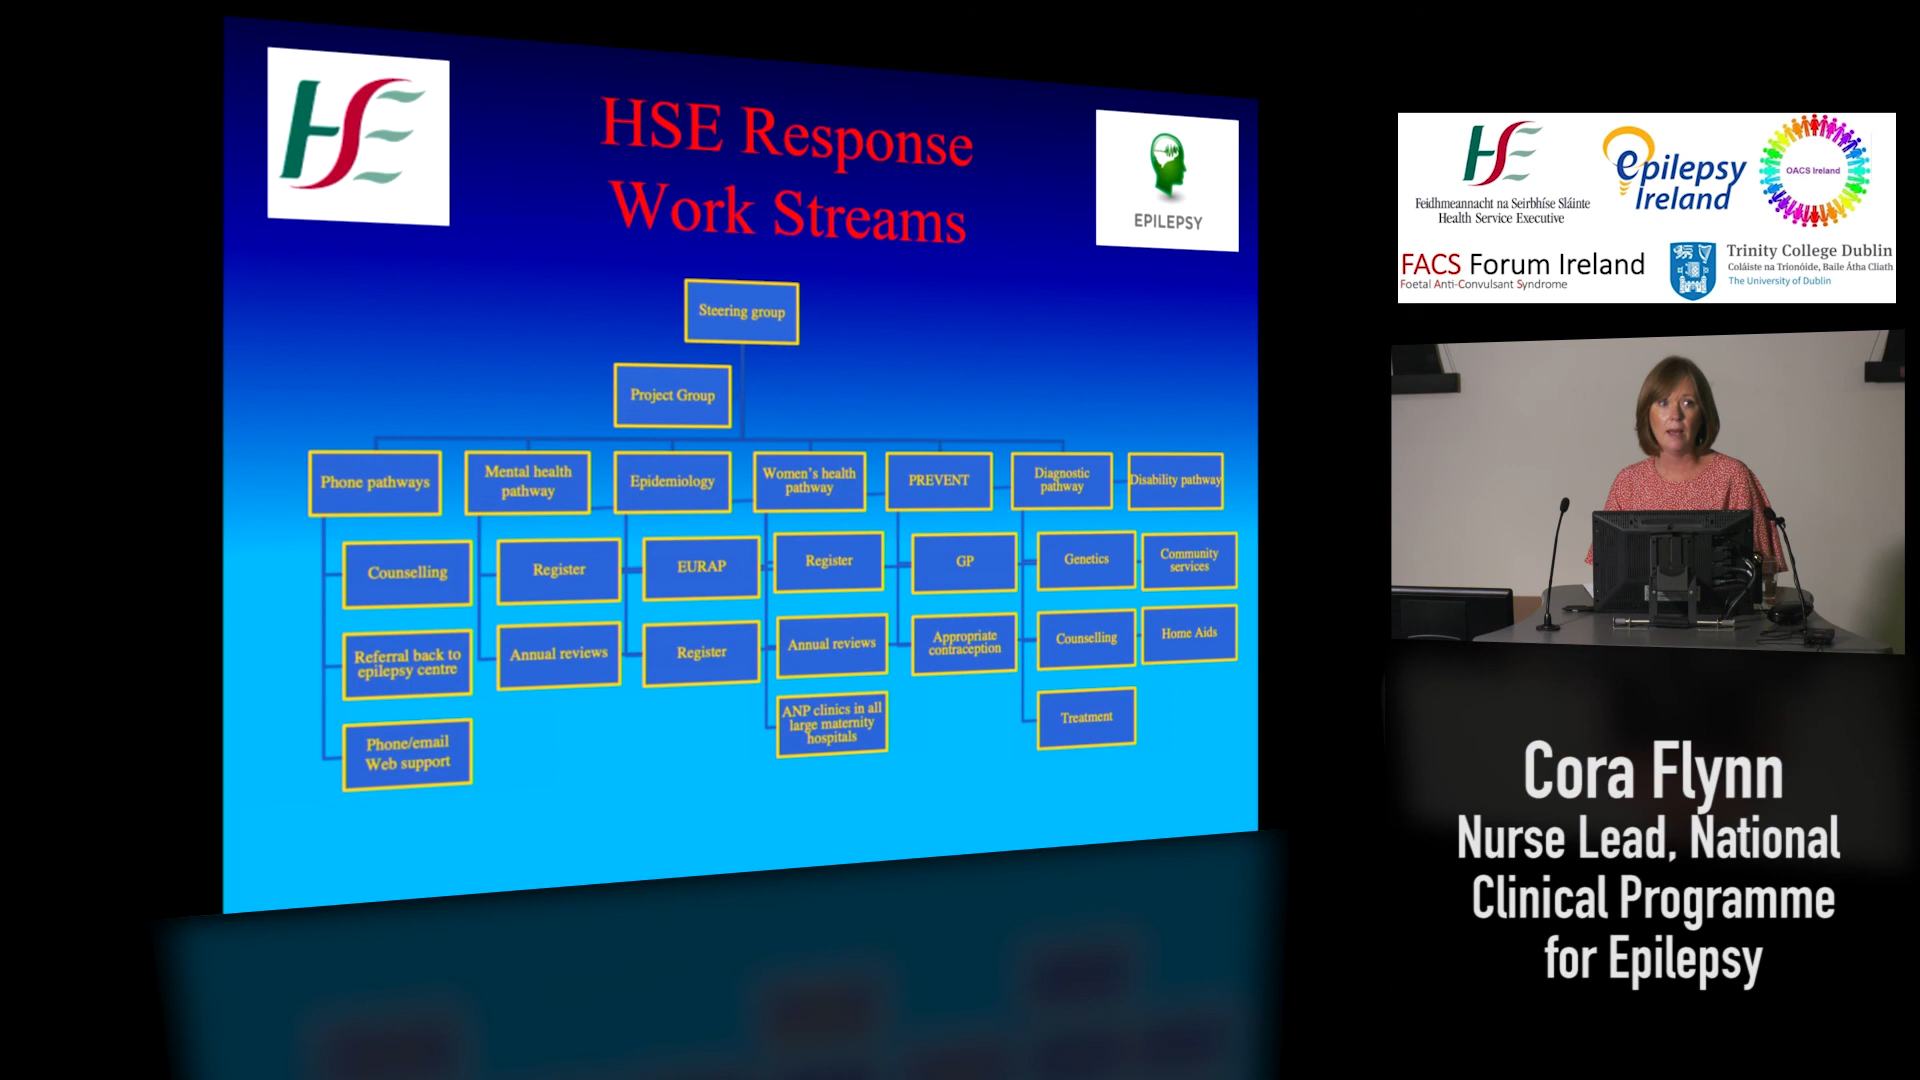 HSE
HSE Response
Work Streams
EPILEPSY
Steering group
Project Group
Phone pathways
Counselling
Referral back to
epilepsy centre
Phone/email
Web support
Mental health
pathway
Register
Annual reviews
Epidemiology
EURAP
Register
Women's health
pathway
Register
Annual reviews
ANP clinics in all
large maternity
hospitals
PREVENT
GP
Appropriate
contraception
Diagnostic
pathway
Genetics
Counselling
Treatment
Disability pathway
Community
services
Home Aids
HSE
Feidhmeannacht na Seirbhíse Sláinte
Health Service Executive
epilepsy
Ireland
OACS Ireland
FACS Forum Ireland
Foetal Anti-Convulsant Syndrome
Trinity College Dublin
Coláiste na Tríonóide, Baile Átha Cliath
The University of Dublin
Cora Flynn
Nurse Lead, National
Clinical Programme
for Epilepsy